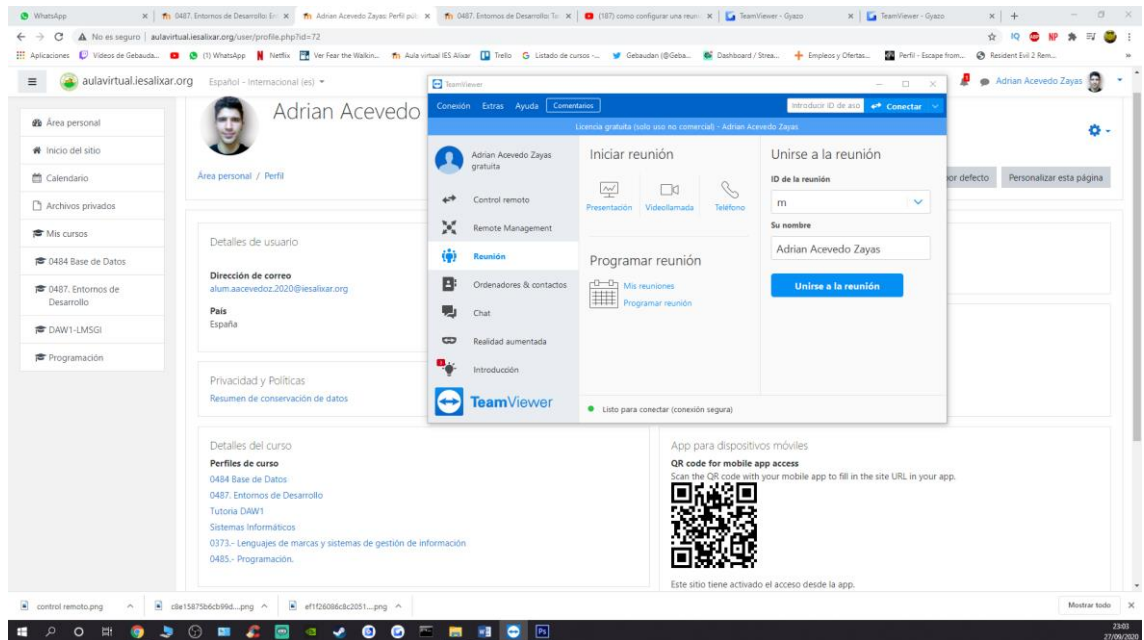 WhatsApp
0487. Entornos de Desarrollo: En
Adrian Acevedo Zayas: Perfil púb
0487. Entornos de Desarrollo: Ta
(187) como configurar una reuni
TeamViewer - Gyazo
TeamViewer - Gyazo
No es seguro | aulavirtual.iesalixar.org/user/profile.php?id=72
Aplicaciones
Vídeos de Gebauda...
(1) WhatsApp
Netflix
Ver Fear the Walkin...
Aula virtual IES Alixar
Trello
Listado de cursos -...
Gebaudan (@Geba...
Dashboard / Strea...
Empleos y Ofertas...
Perfil - Escape from...
Resident Evil 2 Rem...
aulavirtual.iesalixar.org
Español - Internacional (es)
Adrian Acevedo Zayas
Área personal
Inicio del sitio
Calendario
Archivos privados
Mis cursos
0484 Base de Datos
0487. Entornos de
Desarrollo
DAW1-LMSGI
Programación
Adrian Acevedo
Área personal / Perfil
por defecto
Personalizar esta página
Detalles de usuario
Dirección de correo
alum.aacevedoz.2020@iesalixar.org
País
España
Privacidad y Políticas
Resumen de conservación de datos
Detalles del curso
Perfiles de curso
0484 Base de Datos
0487. Entornos de Desarrollo
Tutoria DAW1
Sistemas Informáticos
0373.- Lenguajes de marcas y sistemas de gestión de información
0485.- Programación.
TeamViewer
Conexión Extras Ayuda Comentarios
Introducir ID de aso
Conectar
Licencia gratuita (solo uso no comercial) - Adrian Acevedo Zayas
Adrian Acevedo Zayas
gratuita
Control remoto
Remote Management
Reunión
Ordenadores & contactos
Chat
Realidad aumentada
1
Introducción
TeamViewer
Iniciar reunión
Presentación
Videollamada
Teléfono
Programar reunión
Mis reuniones
Programar reunión
Unirse a la reunión
ID de la reunión
m
Su nombre
Adrian Acevedo Zayas
Unirse a la reunión
Listo para conectar (conexión segura)
App para dispositivos móviles
QR code for mobile app access
Scan the QR code with your mobile app to fill in the site URL in your app.
Este sitio tiene activado el acceso desde la app.
control remoto.png
c8e15875b6cb99d....png
ef1f26086c8c2051....png
Mostrar todo
23:03
27/09/2020